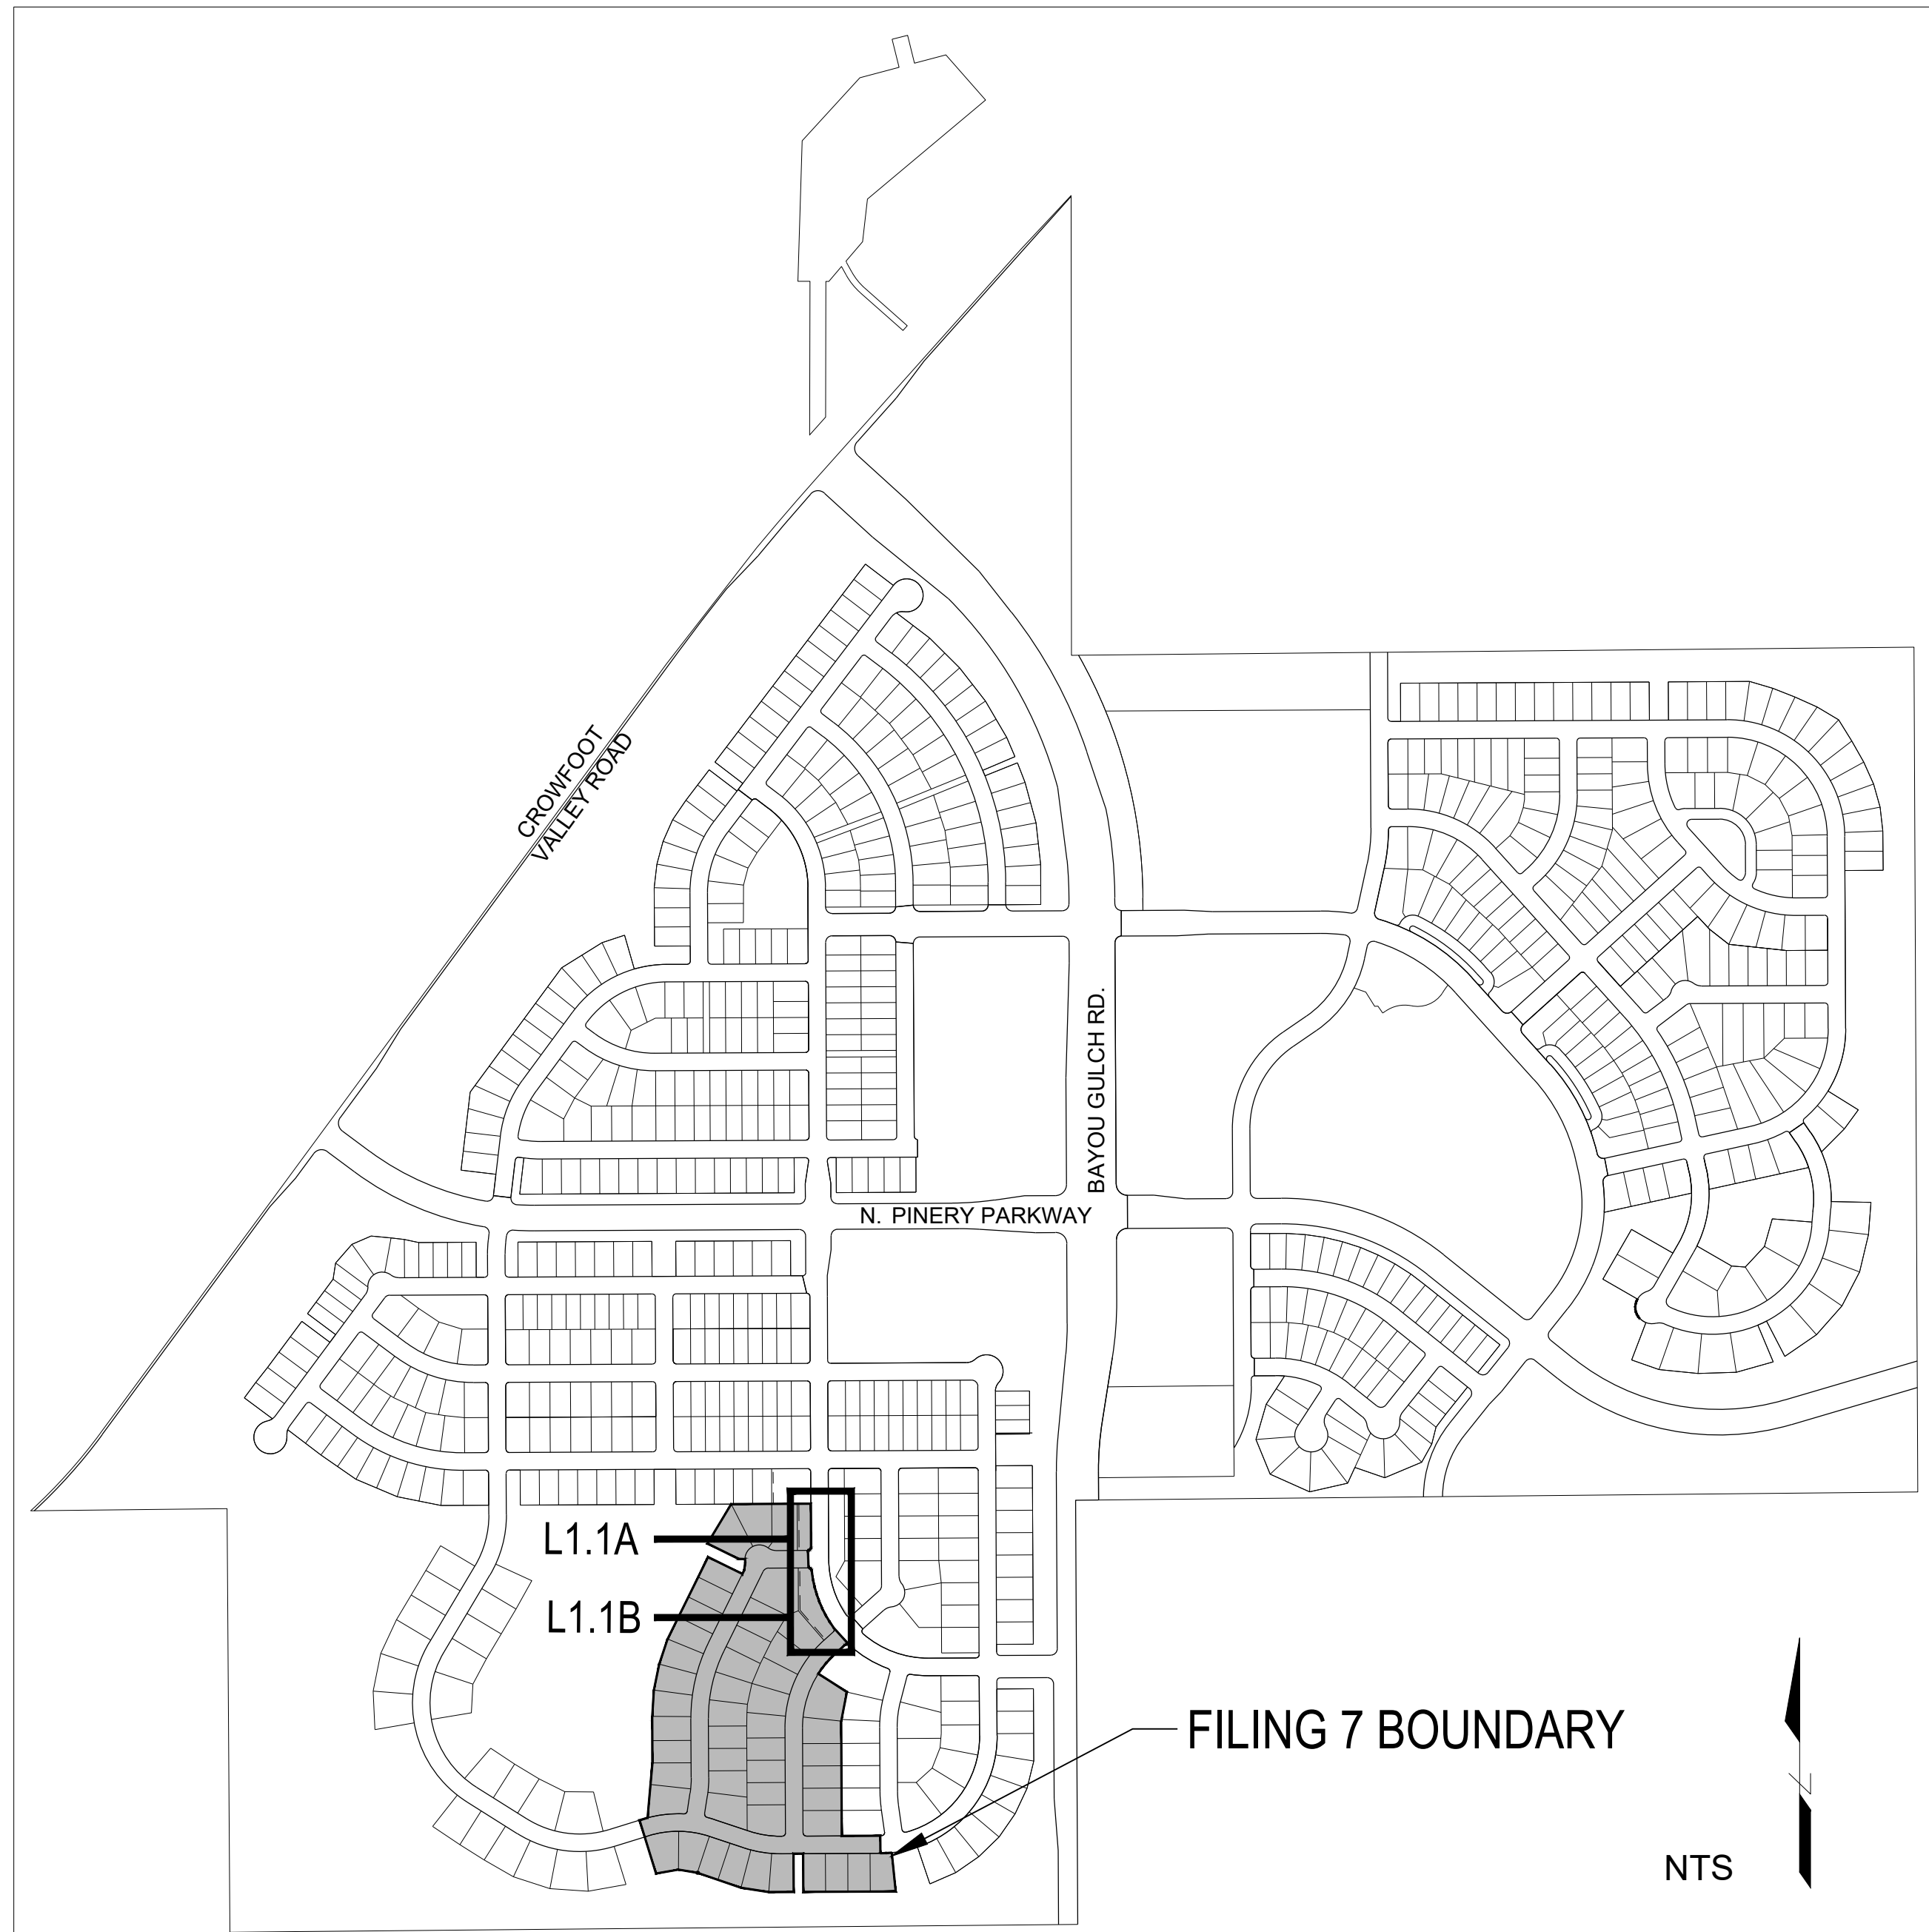 CROWFOOT
VALLEY ROAD
BAYOU GULCH RD.
N. PINERY PARKWAY
L1.1A
L1.1B
FILING 7 BOUNDARY
NTS